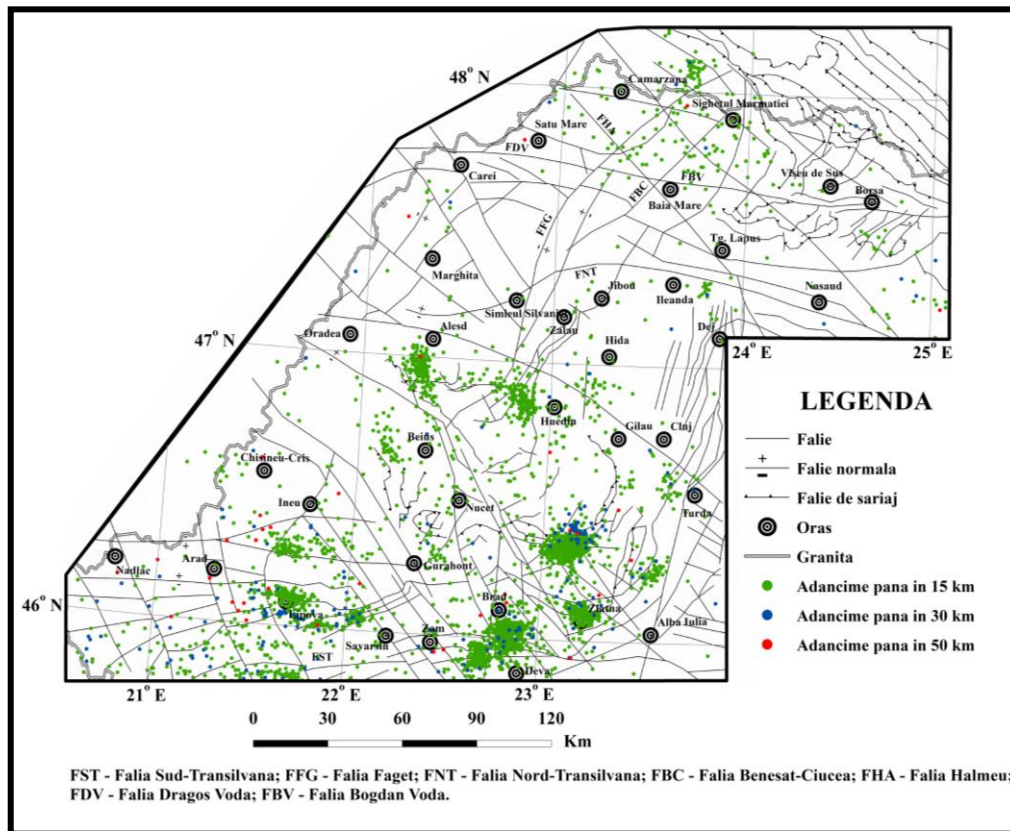 48° N
Camarzana
Sighetul Marmatiei
Satu Mare
FHA
FDV
Carei
Viseu de Sus
FBV
Borsa
FBC
Baia Mare
FFG
Tg. Lapus
Marghita
FNT
Jibou
Ileanda
Nasaud
Simleul Silvaniei
Zalau
47° N
Oradea
Alesd
Dej
Hida
24° E
25° E
Huedin
Gilau
Cluj
Beius
Chisineu-Cris
Ineu
Nucet
Turda
Nadlac
Arad
Gurahont
46° N
Lipova
Brad
Zlatna
Alba Iulia
Savarsin
Zam
FST
Deva
21° E
22° E
23° E
LEGENDA
Falie
+
Falie normala
-
Falie de sariaj
Oras
Granita
Adancime pana in 15 km
Adancime pana in 30 km
Adancime pana in 50 km
0 30 60 90 120
Km
FST - Falia Sud-Transilvana; FFG - Falia Faget; FNT - Falia Nord-Transilvana; FBC - Falia Benesat-Ciucea; FHA - Falia Halmeu;
FDV - Falia Dragos Voda; FBV - Falia Bogdan Voda.